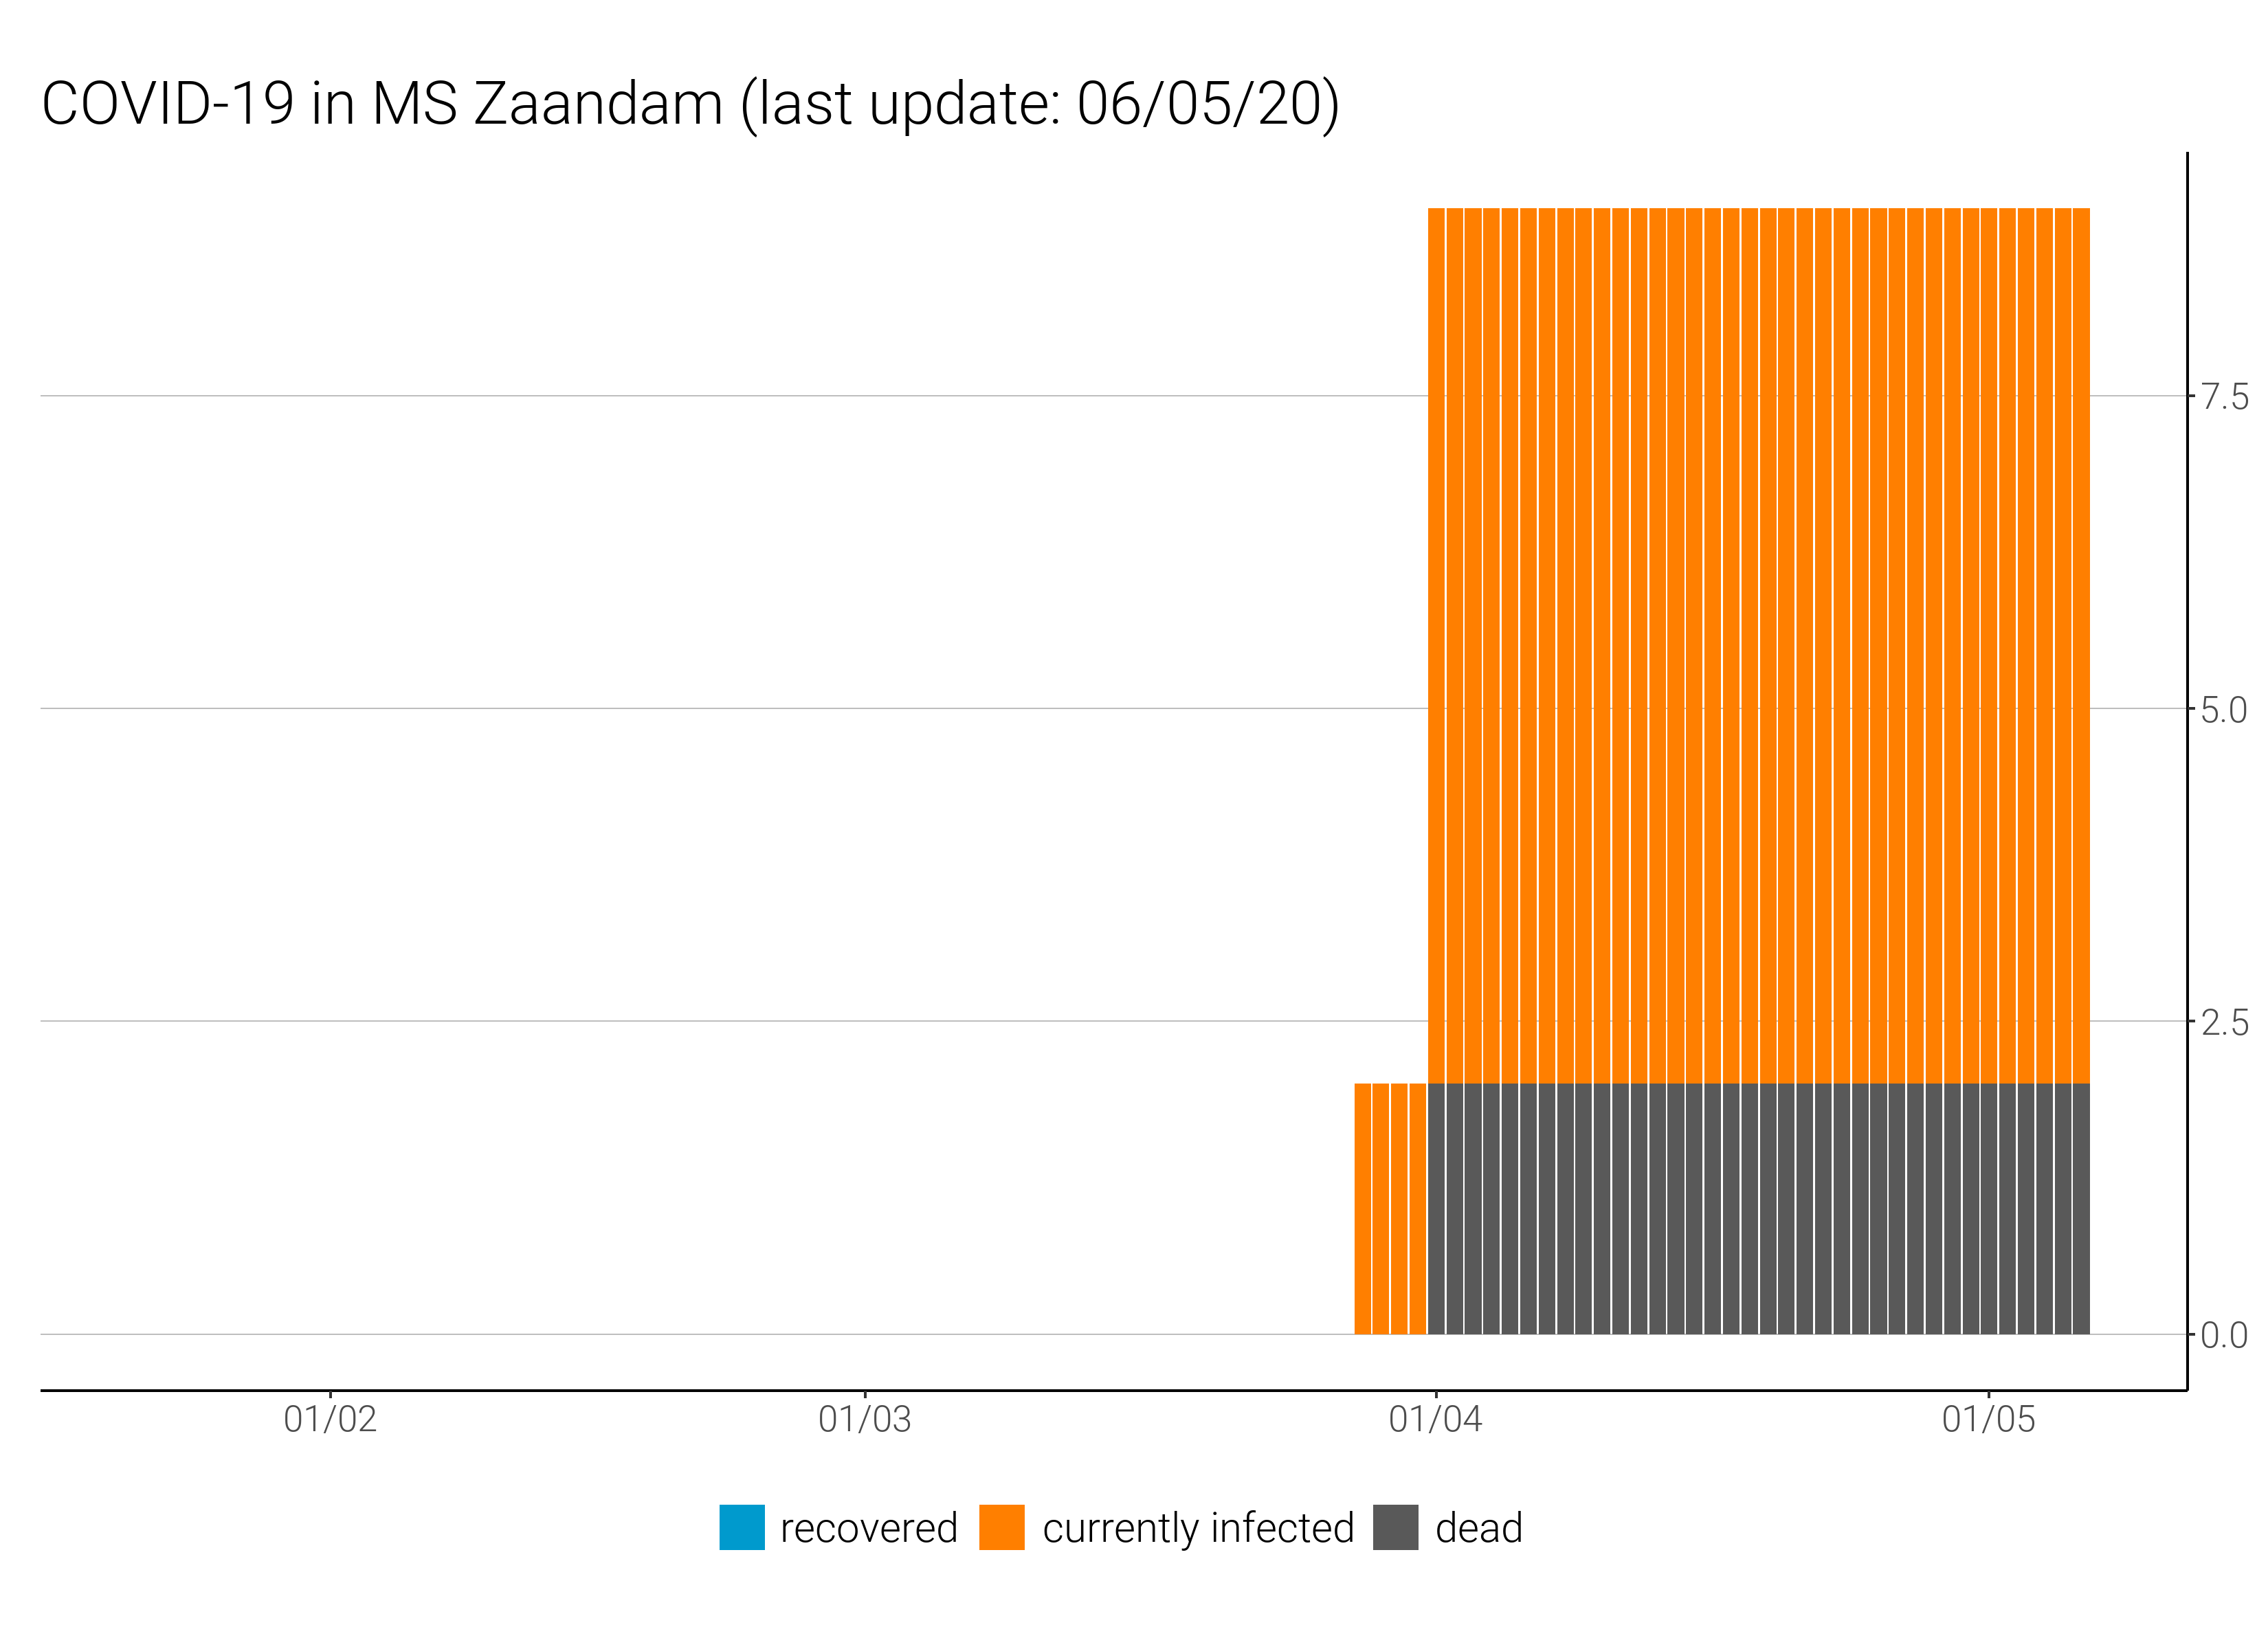 COVID-19 in MS Zaandam (last update: 06/05/20)
7.5
5.0
2.5
0.0
01/02 01/03 01/04 01/05
recovered currently infected dead